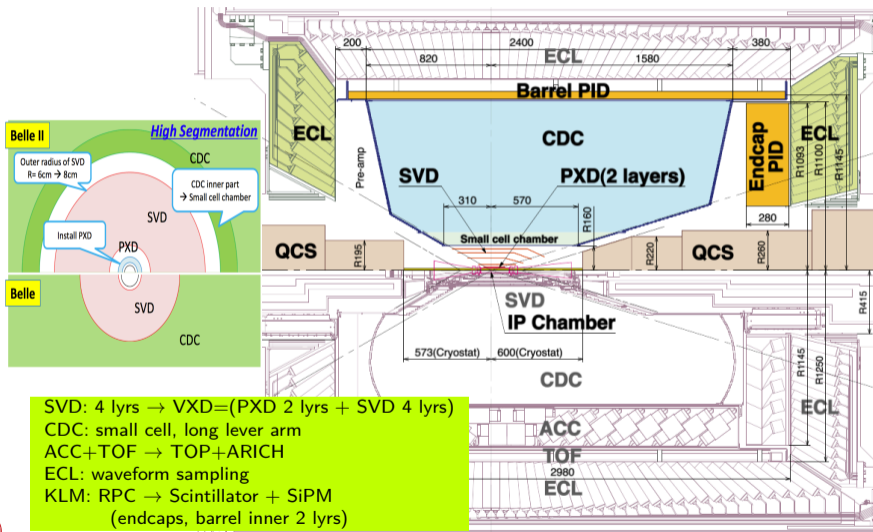 200
2400
380
ECL
820
1580
Barrel PID
ECL
CDC
Endcap PID
ECL
Pre-amp
R1093
R1100
R1145
SVD
PXD(2 layers)
310
570
R160
280
Small cell chamber
QCS
R195
R220
QCS
R260
Belle II
High Segmentation
CDC
Outer radius of SVD
R= 6cm → 8cm
CDC inner part
→ Small cell chamber
SVD
Install PXD
PXD
Belle
SVD
CDC
SVD
IP Chamber
573(Cryostat)
600(Cryostat)
R415
R1145
R1250
CDC
ECL
ACC
TOF
2980
ECL
SVD: 4 lyrs → VXD=(PXD 2 lyrs + SVD 4 lyrs)
CDC: small cell, long lever arm
ACC+TOF → TOP+ARICH
ECL: waveform sampling
KLM: RPC → Scintillator + SiPM
(endcaps, barrel inner 2 lyrs)